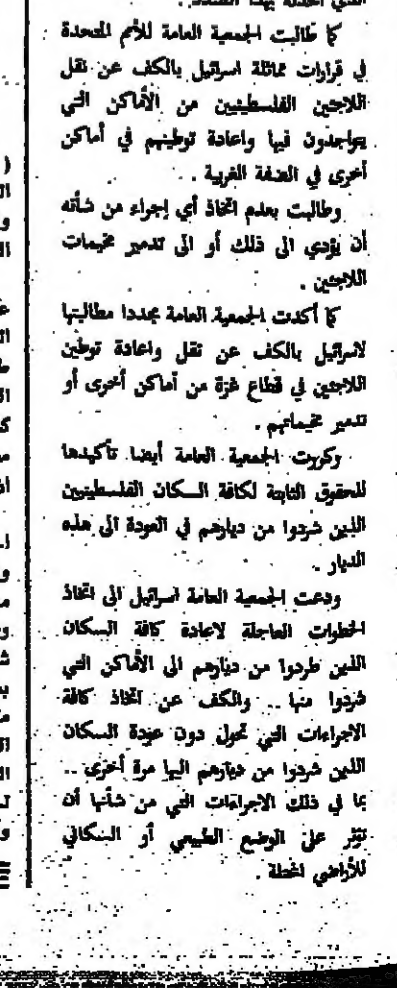 كما طالبت الجمعية العامة للأمم المتحدة
في قرارات مماثلة اسرائيل بالكف عن نقل
اللاجئين الفلسطينيين من الأماكن التي
يتواجدون فيها واعادة توطينهم في أماكن
أخرى في الضفة الغربية .
وطالبت بعدم اتخاذ أي إجراء من شأنه
أن يؤدي الى ذلك أو الى تدمير مخيمات
اللاجئين .
كما أكدت الجمعية العامة مجددا مطالبتها
لاسرائيل بالكف عن نقل واعادة توطين
اللاجئين في قطاع غزة من أماكن أخرى أو
تدمير مخيماتهم .
وكررت الجمعية العامة أيضا تأكيدها
للحقوق الثابتة لكافة السكان الفلسطينيين
الذين شردوا من ديارهم في العودة الى هذه
الديار .
ودعت الجمعية العامة اسرائيل الى اتخاذ
الخطوات العاجلة لاعادة كافة السكان
الذين طردوا من ديارهم الى الأماكن التي
شردوا منها .. والكف عن اتخاذ كافة
الاجراءات التي تحول دون عودة السكان
الذين شردوا من ديارهم اليها مرة أخرى ..
بما في ذلك الاجراءات التي من شأنها أن
تؤثر على الوضع الطبيعي أو السكاني
للأراضي المحتلة .